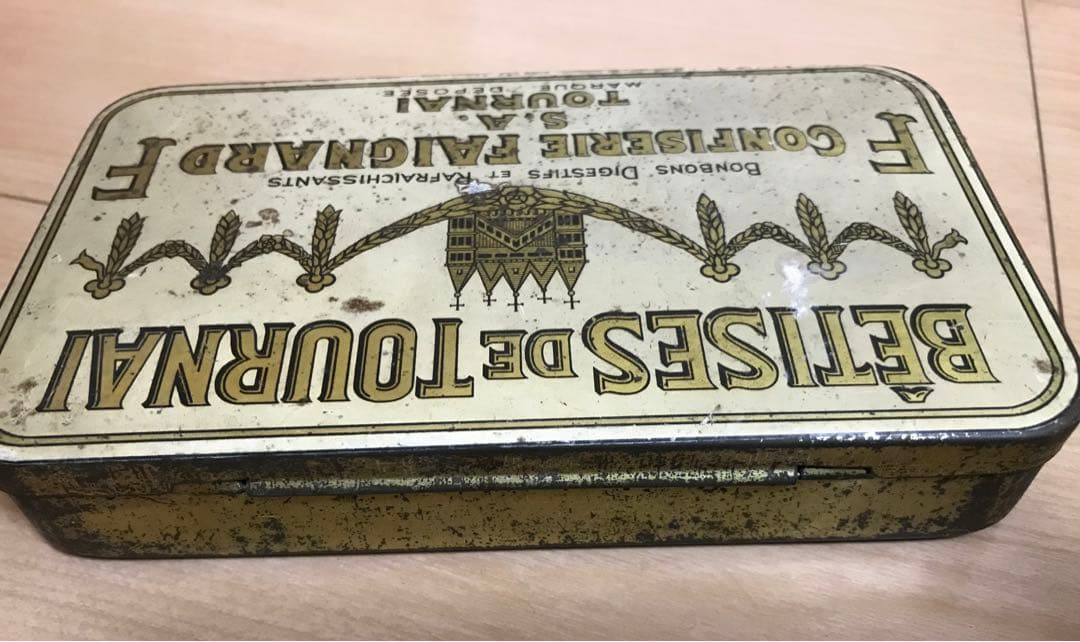 BÊTISES DE TOURNAI
BONBONS DIGESTIFS ET RAFRAICHISSANTS
F CONFISERIE FAIGNARD F
S.A.
TOURNAI
MARQUE DÉPOSÉE